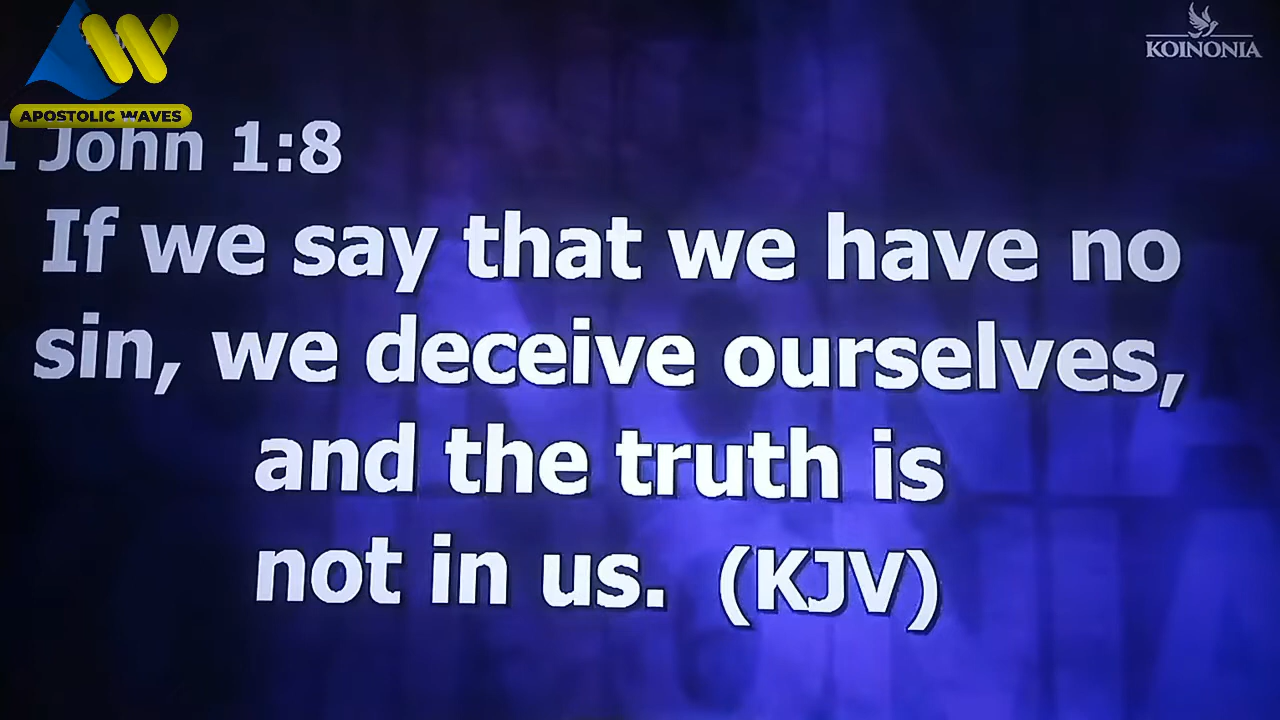 APOSTOLIC WAVES
KOINONIA
1 John 1:8
If we say that we have no
sin, we deceive ourselves,
and the truth is
not in us. (KJV)